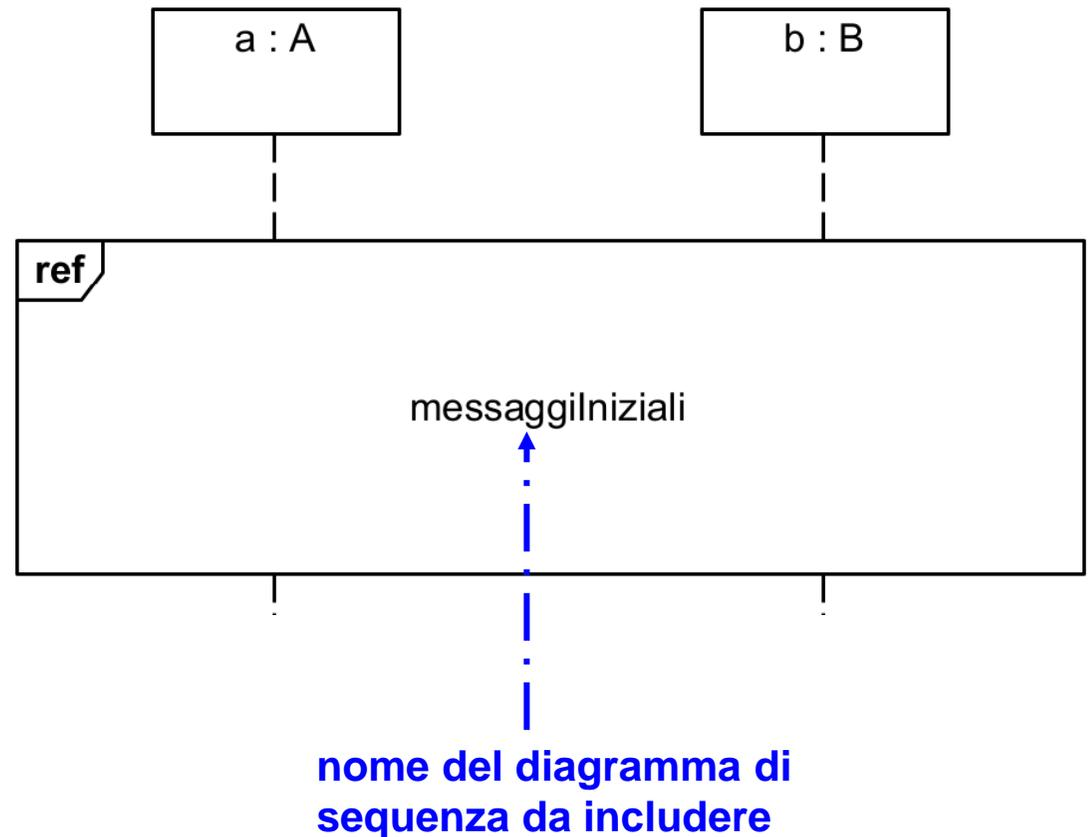 a : A
b : B
ref
messaggiIniziali
nome del diagramma di
sequenza da includere